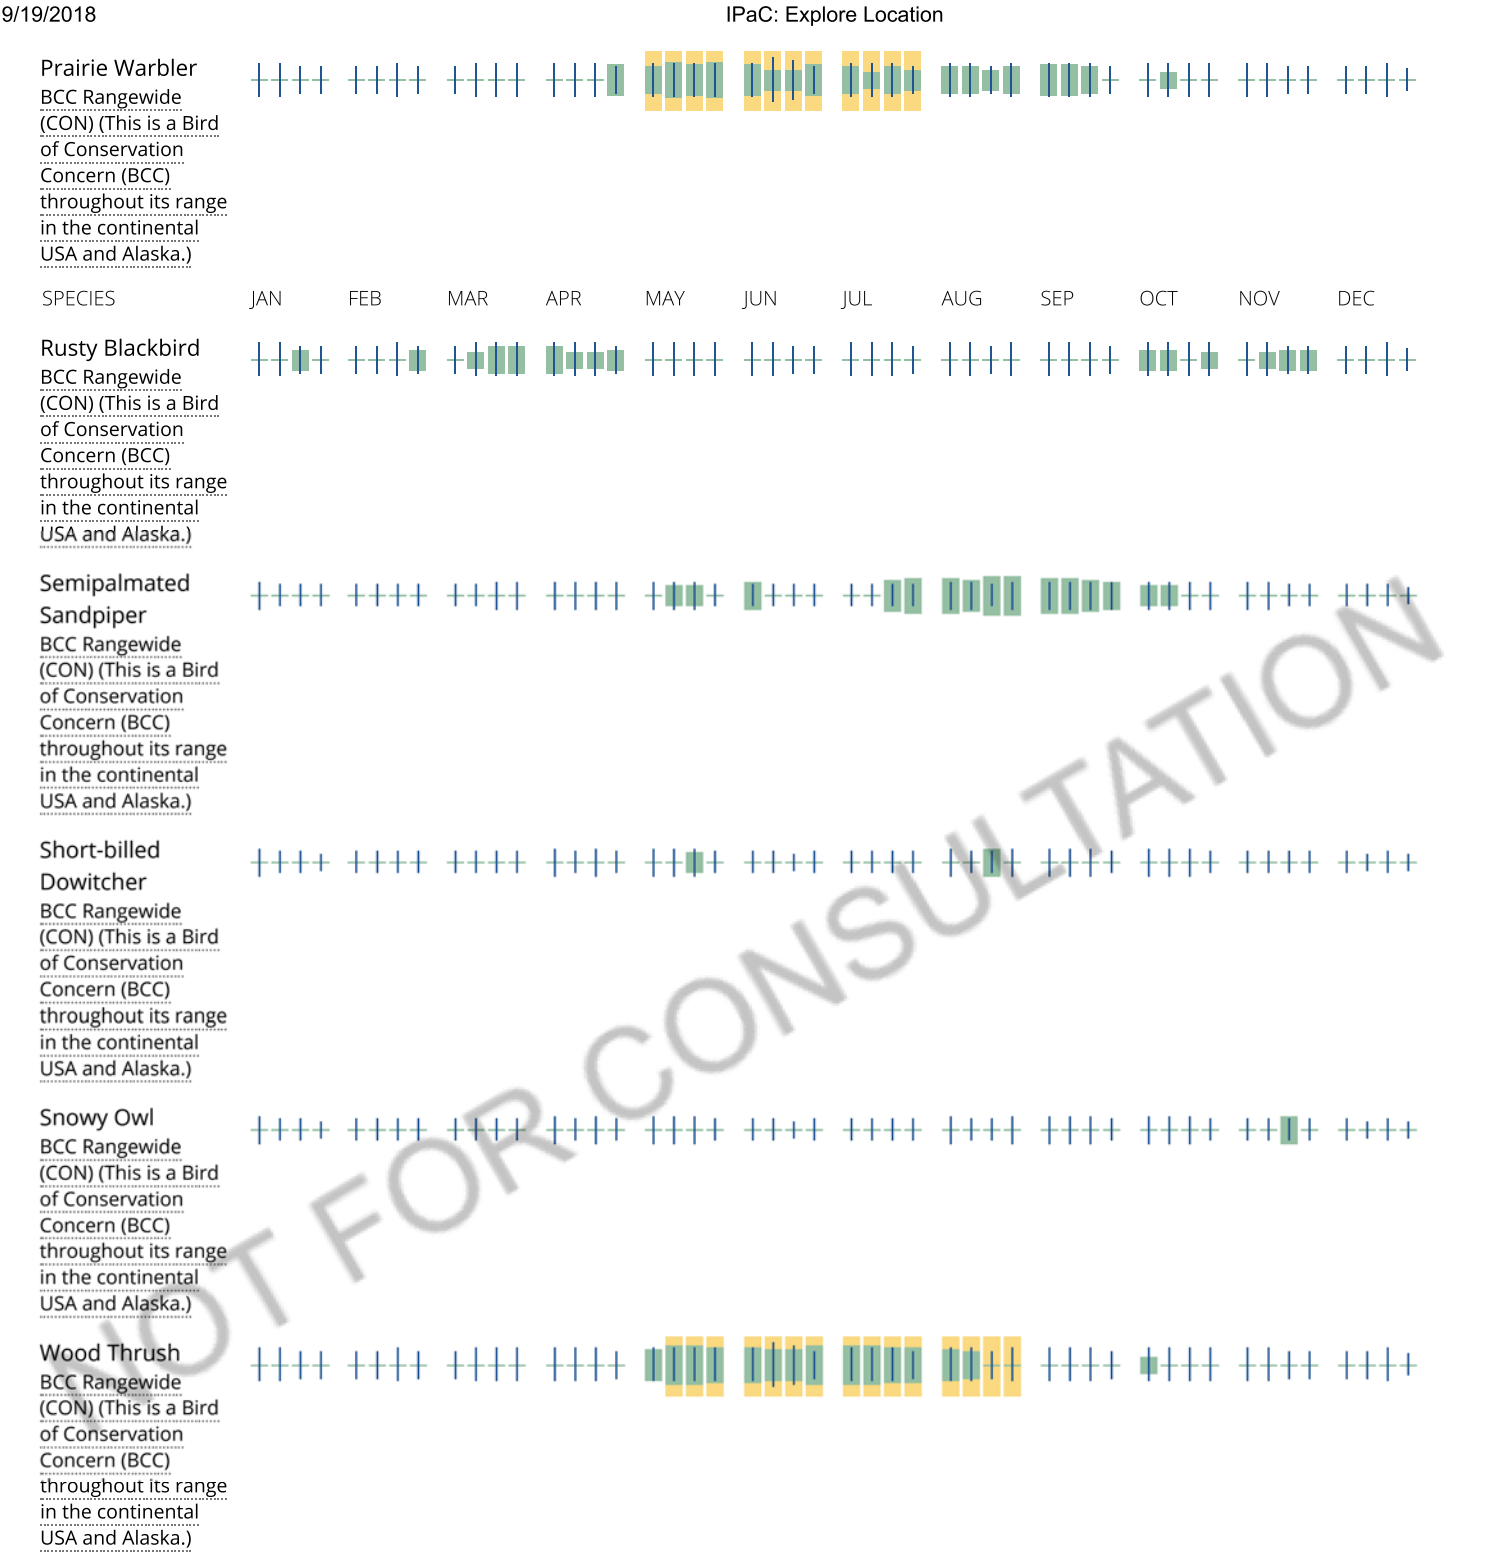 9/19/2018 IPaC: Explore Location
Prairie Warbler
BCC Rangewide
(CON) (This is a Bird
of Conservation
Concern (BCC)
throughout its range
in the continental
USA and Alaska.)
SPECIES JAN FEB MAR APR MAY JUN JUL AUG SEP OCT NOV DEC
Rusty Blackbird
BCC Rangewide
(CON) (This is a Bird
of Conservation
Concern (BCC)
throughout its range
in the continental
USA and Alaska.)
Semipalmated
Sandpiper
BCC Rangewide
(CON) (This is a Bird
of Conservation
Concern (BCC)
throughout its range
in the continental
USA and Alaska.)
Short-billed
Dowitcher
BCC Rangewide
(CON) (This is a Bird
of Conservation
Concern (BCC)
throughout its range
in the continental
USA and Alaska.)
Snowy Owl
BCC Rangewide
(CON) (This is a Bird
of Conservation
Concern (BCC)
throughout its range
in the continental
USA and Alaska.)
Wood Thrush
BCC Rangewide
(CON) (This is a Bird
of Conservation
Concern (BCC)
throughout its range
in the continental
USA and Alaska.)
NOT FOR CONSULTATION